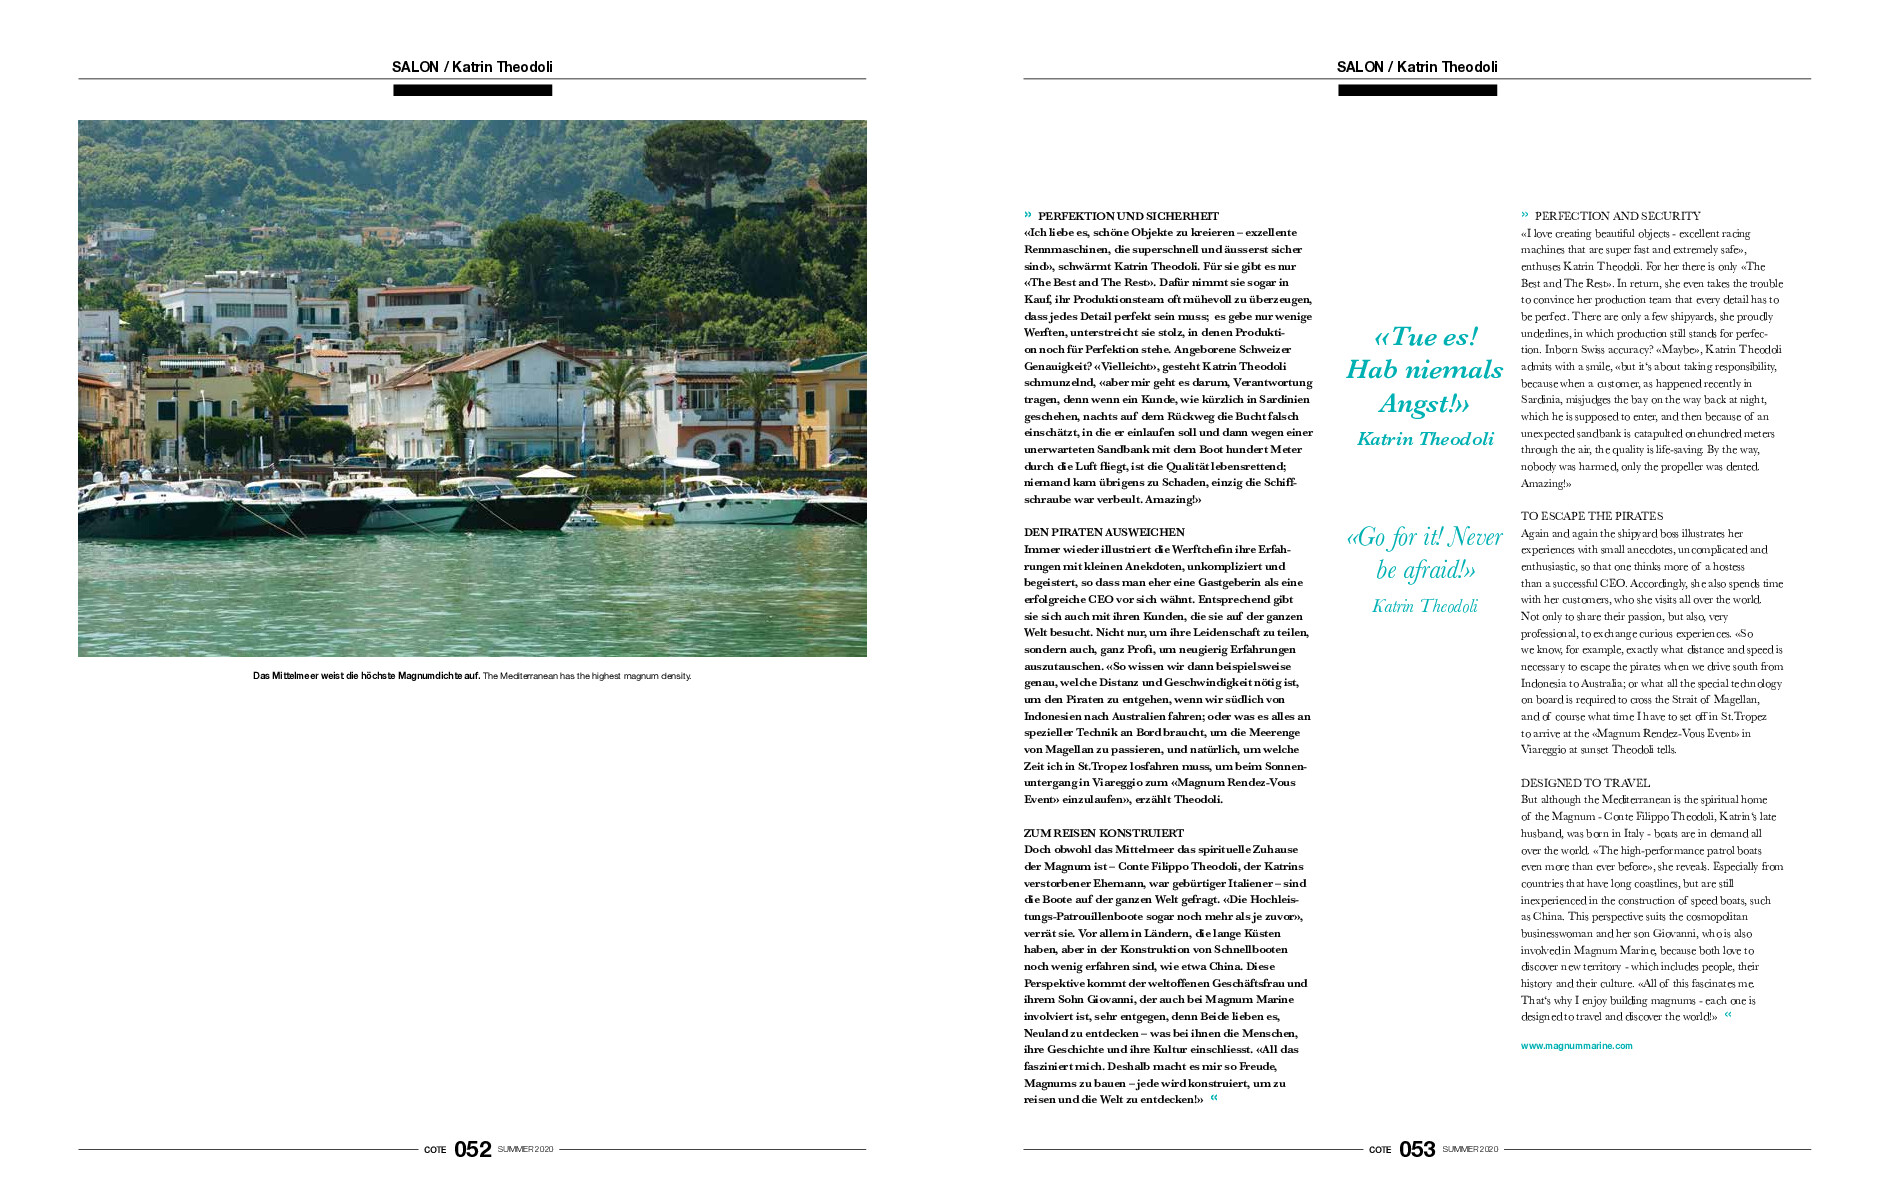 SALON / Katrin Theodoli
Das Mittelmeer weist die höchste Magnumdichte auf. The Mediterranean has the highest magnum density.
COTE 052 SUMMER 2020
SALON / Katrin Theodoli
» PERFEKTION UND SICHERHEIT
«Ich liebe es, schöne Objekte zu kreieren – exzellente
Rennmaschinen, die superschnell und äusserst sicher
sind», schwärmt Katrin Theodoli. Für sie gibt es nur
«The Best and The Rest». Dafür nimmt sie sogar in
Kauf, ihr Produktionsteam oft mühevoll zu überzeugen,
dass jedes Detail perfekt sein muss; es gebe nur wenige
Werften, unterstreicht sie stolz, in denen Produkti-
on noch für Perfektion stehe. Angeborene Schweizer
Genauigkeit? «Vielleicht», gesteht Katrin Theodoli
schmunzelnd, «aber mir geht es darum, Verantwortung
tragen, denn wenn ein Kunde, wie kürzlich in Sardinien
geschehen, nachts auf dem Rückweg die Bucht falsch
einschätzt, in die er einlaufen soll und dann wegen einer
unerwarteten Sandbank mit dem Boot hundert Meter
durch die Luft fliegt, ist die Qualität lebensrettend;
niemand kam übrigens zu Schaden, einzig die Schiff-
schraube war verbeult. Amazing!»
DEN PIRATEN AUSWEICHEN
Immer wieder illustriert die Werftchefin ihre Erfah-
rungen mit kleinen Anekdoten, unkompliziert und
begeistert, so dass man eher eine Gastgeberin als eine
erfolgreiche CEO vor sich wähnt. Entsprechend gibt
sie sich auch mit ihren Kunden, die sie auf der ganzen
Welt besucht. Nicht nur, um ihre Leidenschaft zu teilen,
sondern auch, ganz Profi, um neugierig Erfahrungen
auszutauschen. «So wissen wir dann beispielsweise
genau, welche Distanz und Geschwindigkeit nötig ist,
um den Piraten zu entgehen, wenn wir südlich von
Indonesien nach Australien fahren; oder was es alles an
spezieller Technik an Bord braucht, um die Meerenge
von Magellan zu passieren, und natürlich, um welche
Zeit ich in St.Tropez losfahren muss, um beim Sonnen-
untergang in Viareggio zum «Magnum Rendez-Vous
Event» einzulaufen», erzählt Theodoli.
ZUM REISEN KONSTRUIERT
Doch obwohl das Mittelmeer das spirituelle Zuhause
der Magnum ist – Conte Filippo Theodoli, der Katrins
verstorbener Ehemann, war gebürtiger Italiener – sind
die Boote auf der ganzen Welt gefragt. «Die Hochleis-
tungs-Patrouillenboote sogar noch mehr als je zuvor»,
verrät sie. Vor allem in Ländern, die lange Küsten
haben, aber in der Konstruktion von Schnellbooten
noch wenig erfahren sind, wie etwa China. Diese
Perspektive kommt der weltoffenen Geschäftsfrau und
ihrem Sohn Giovanni, der auch bei Magnum Marine
involviert ist, sehr entgegen, denn Beide lieben es,
Neuland zu entdecken – was bei ihnen die Menschen,
ihre Geschichte und ihre Kultur einschliesst. «All das
fasziniert mich. Deshalb macht es mir so Freude,
Magnums zu bauen – jede wird konstruiert, um zu
reisen und die Welt zu entdecken!» «
«Tue es!
Hab niemals
Angst!»
Katrin Theodoli
«Go for it! Never
be afraid!»
Katrin Theodoli
» PERFECTION AND SECURITY
«I love creating beautiful objects - excellent racing
machines that are super fast and extremely safe»,
enthuses Katrin Theodoli. For her there is only «The
Best and The Rest». In return, she even takes the trouble
to convince her production team that every detail has to
be perfect. There are only a few shipyards, she proudly
underlines, in which production still stands for perfec-
tion. Inborn Swiss accuracy? «Maybe», Katrin Theodoli
admits with a smile, «but it's about taking responsibility,
because when a customer, as happened recently in
Sardinia, misjudges the bay on the way back at night,
which he is supposed to enter, and then because of an
unexpected sandbank is catapulted onehundred meters
through the air, the quality is life-saving. By the way,
nobody was harmed, only the propeller was dented.
Amazing!»
TO ESCAPE THE PIRATES
Again and again the shipyard boss illustrates her
experiences with small anecdotes, uncomplicated and
enthusiastic, so that one thinks more of a hostess
than a successful CEO. Accordingly, she also spends time
with her customers, who she visits all over the world.
Not only to share their passion, but also, very
professional, to exchange curious experiences. «So
we know, for example, exactly what distance and speed is
necessary to escape the pirates when we drive south from
Indonesia to Australia; or what all the special technology
on board is required to cross the Strait of Magellan,
and of course what time I have to set off in St.Tropez
to arrive at the «Magnum Rendez-Vous Event» in
Viareggio at sunset Theodoli tells.
DESIGNED TO TRAVEL
But although the Mediterranean is the spiritual home
of the Magnum - Conte Filippo Theodoli, Katrin's late
husband, was born in Italy - boats are in demand all
over the world. «The high-performance patrol boats
even more than ever before», she reveals. Especially from
countries that have long coastlines, but are still
inexperienced in the construction of speed boats, such
as China. This perspective suits the cosmopolitan
businesswoman and her son Giovanni, who is also
involved in Magnum Marine, because both love to
discover new territory - which includes people, their
history and their culture. «All of this fascinates me.
That's why I enjoy building magnums - each one is
designed to travel and discover the world!» «
www.magnummarine.com
COTE 053 SUMMER 2020